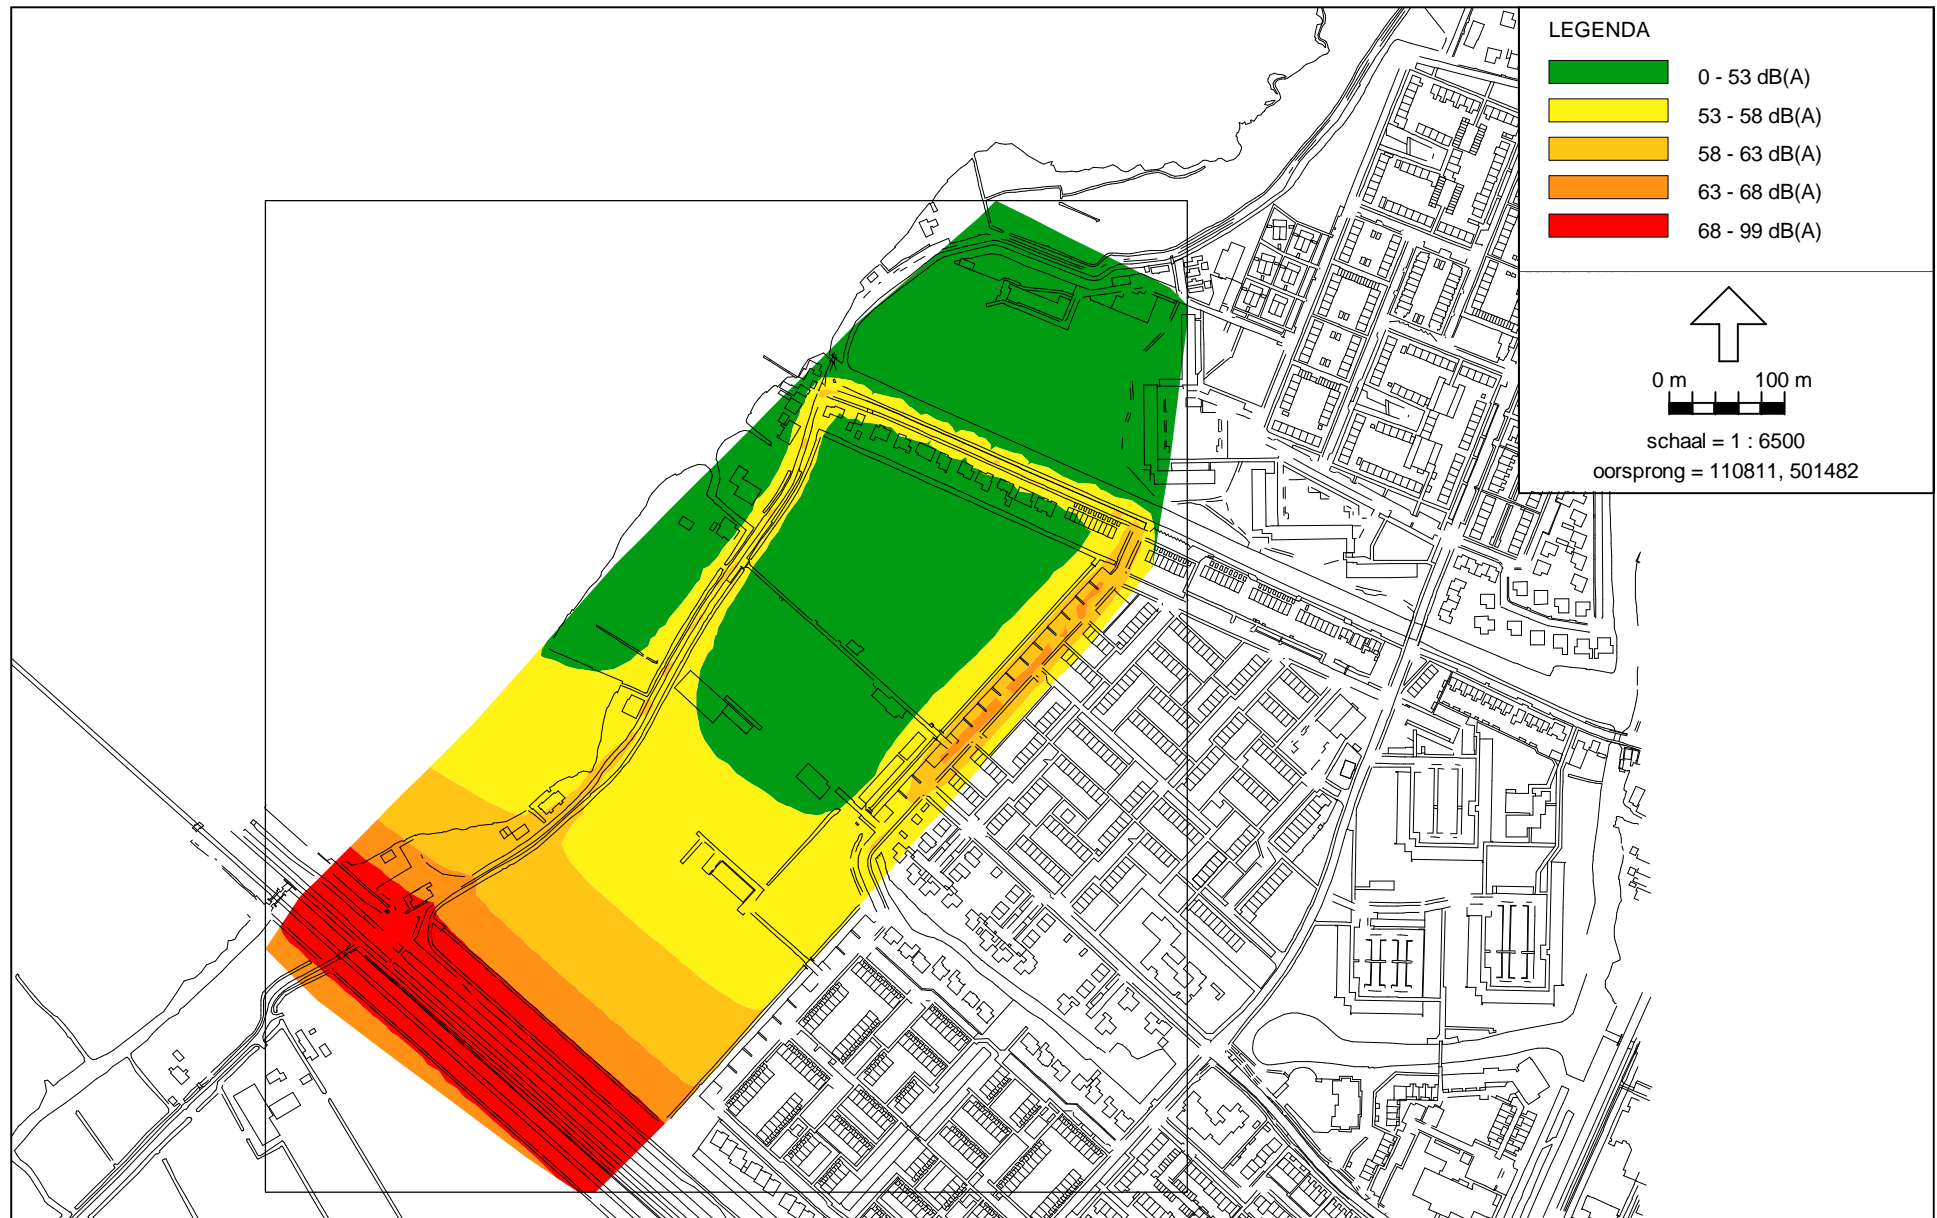 LEGENDA
0 - 53 dB(A)
53 - 58 dB(A)
58 - 63 dB(A)
63 - 68 dB(A)
68 - 99 dB(A)
0 m 100 m
schaal = 1 : 6500
oorsprong = 110811, 501482